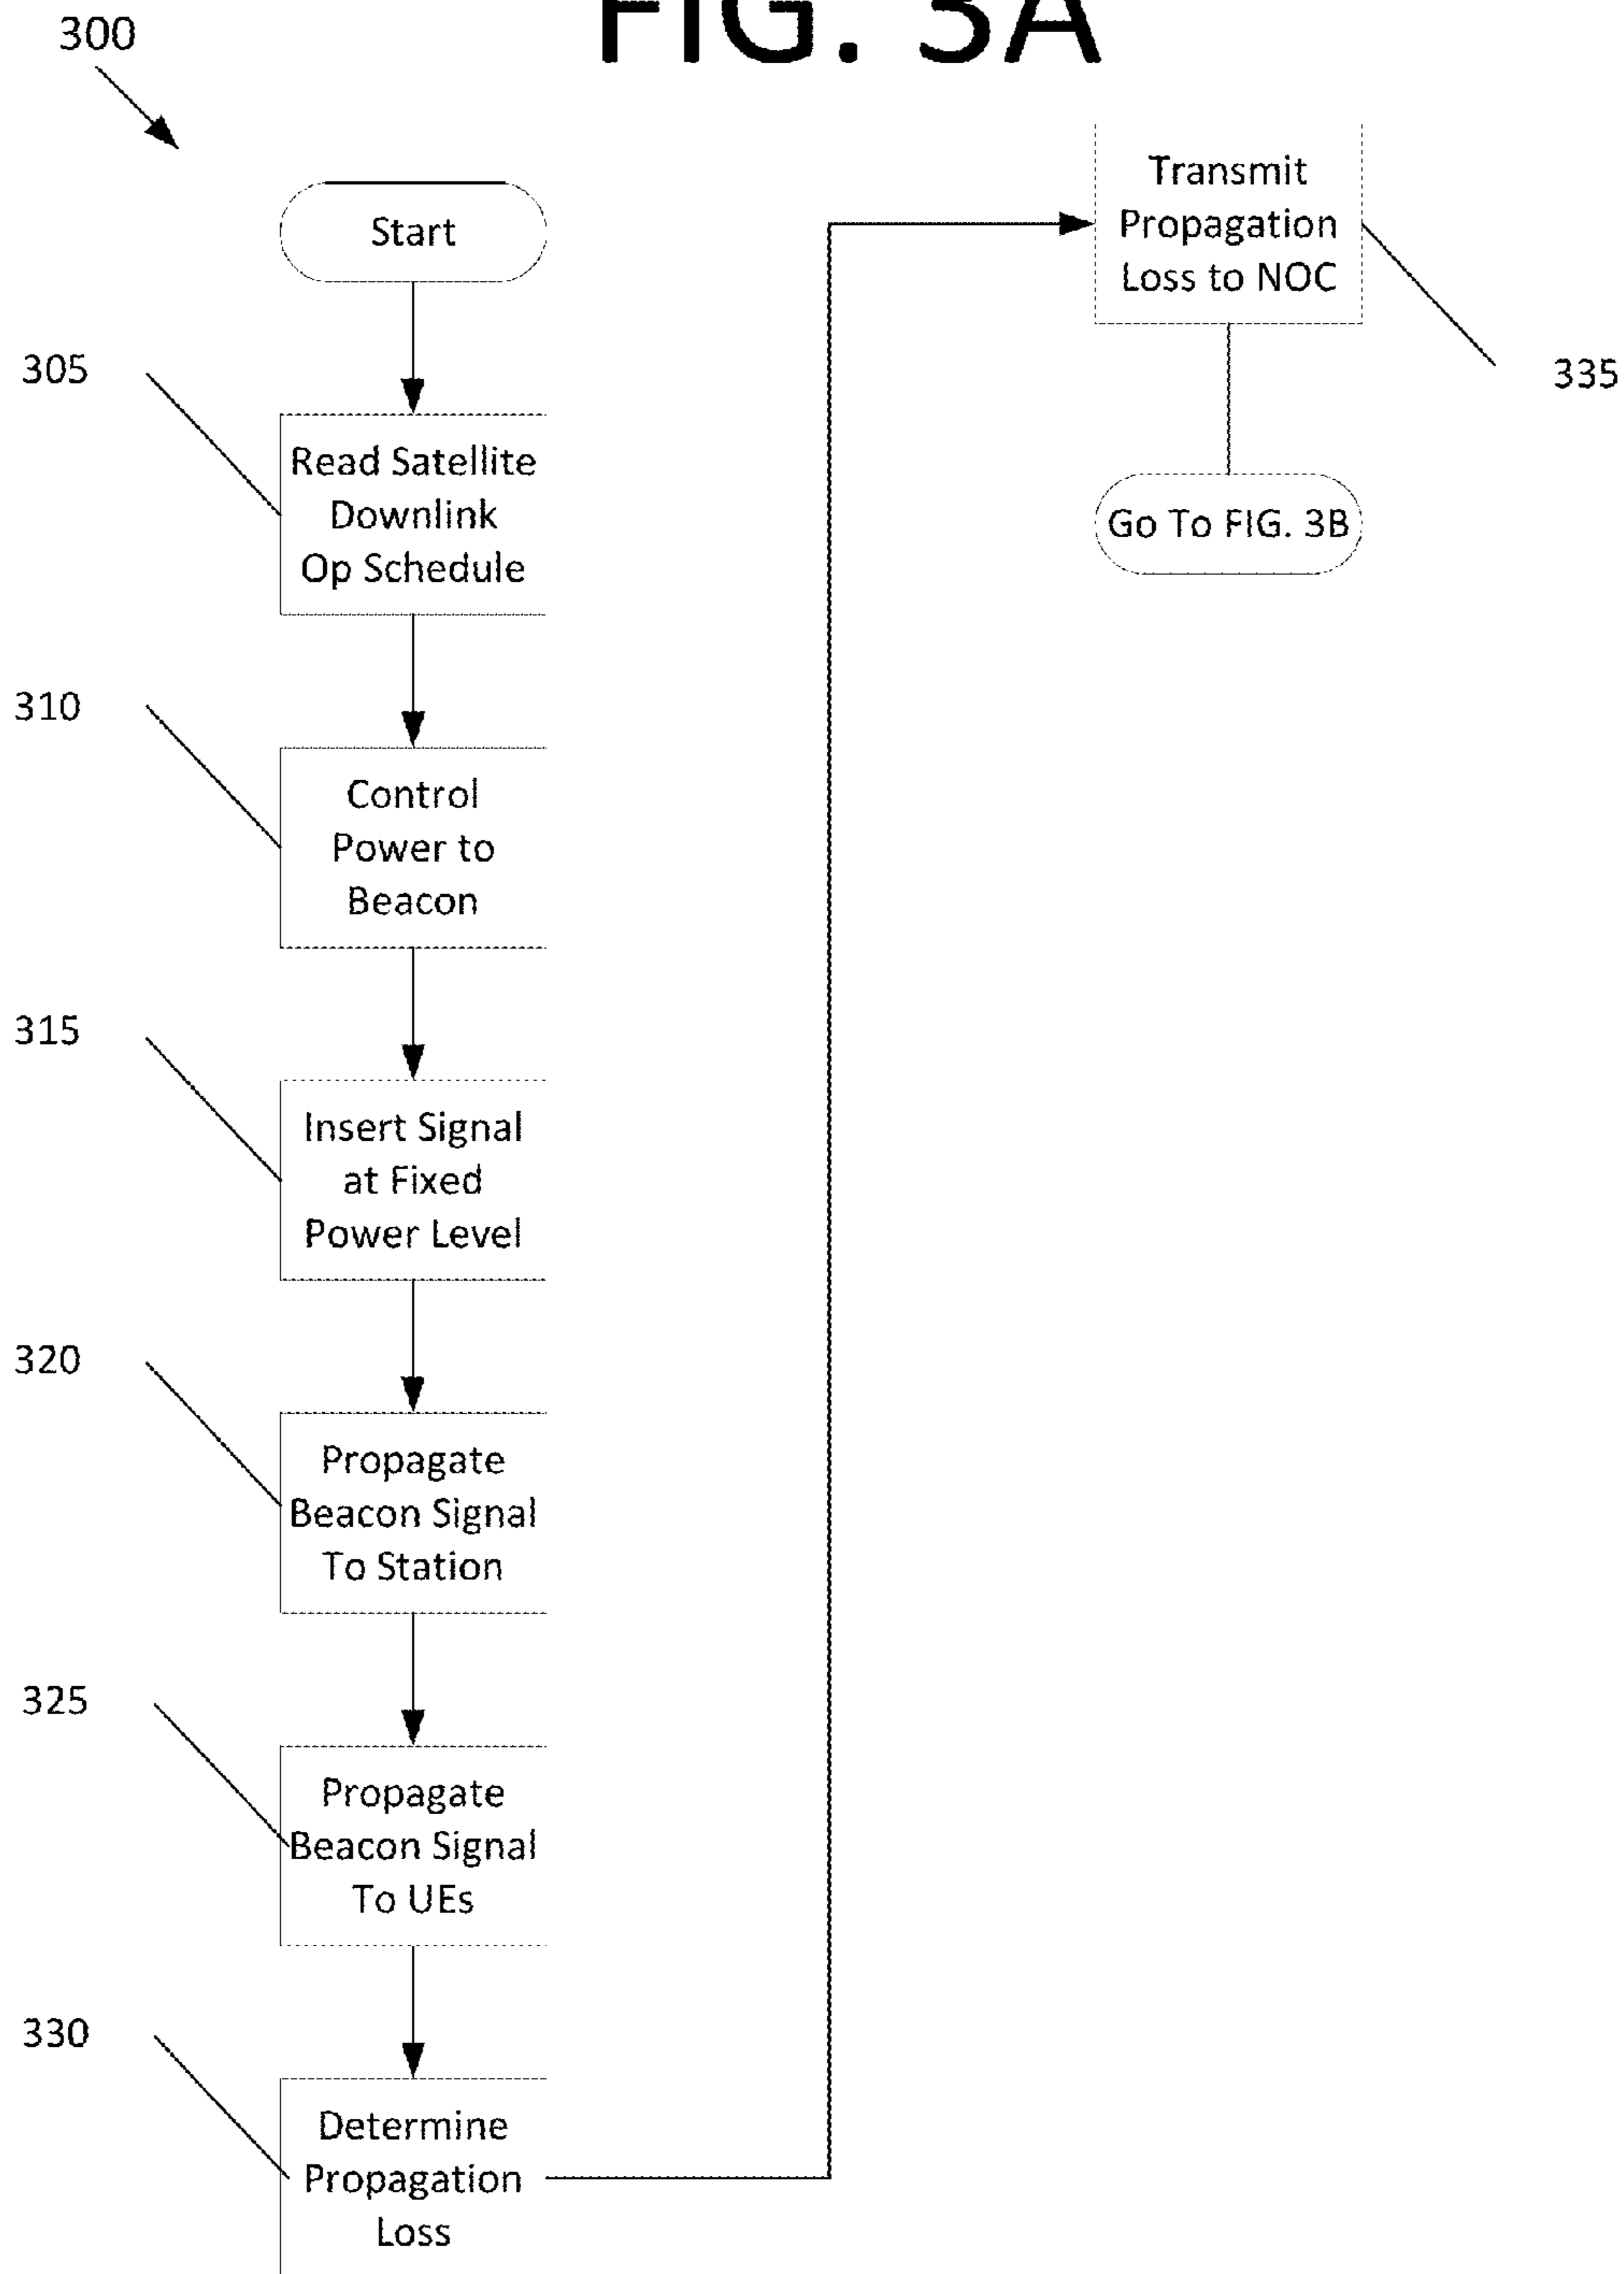 FIG. 3A
300
Start
305
Read Satellite
Downlink
Op Schedule
310
Control
Power to
Beacon
315
Insert Signal
at Fixed
Power Level
320
Propagate
Beacon Signal
To Station
325
Propagate
Beacon Signal
To UEs
330
Determine
Propagation
Loss
Transmit
Propagation
Loss to NOC
335
Go To FIG. 3B